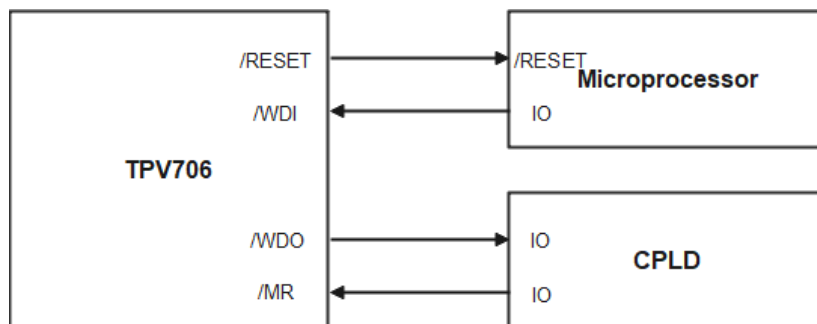 /RESET
/RESET
Microprocessor
/WDI
IO
TPV706
/WDO
IO
CPLD
/MR
IO